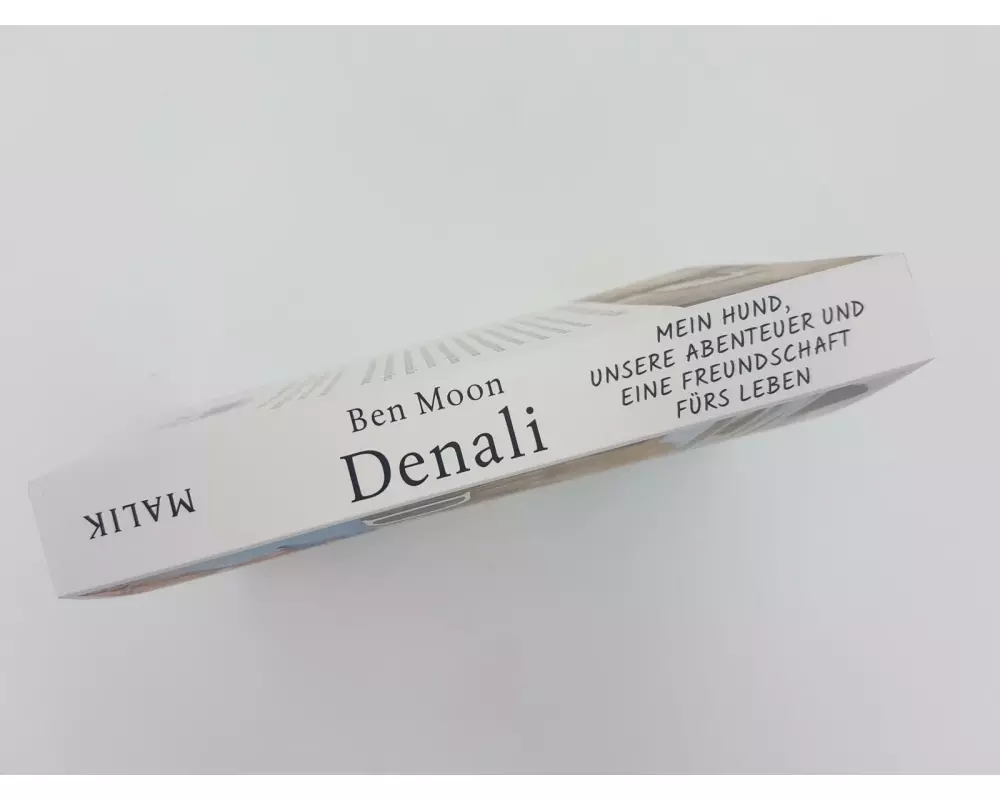 Ben Moon
Denali
MEIN HUND,
UNSERE ABENTEUER UND
EINE FREUNDSCHAFT
FÜRS LEBEN
MALIK